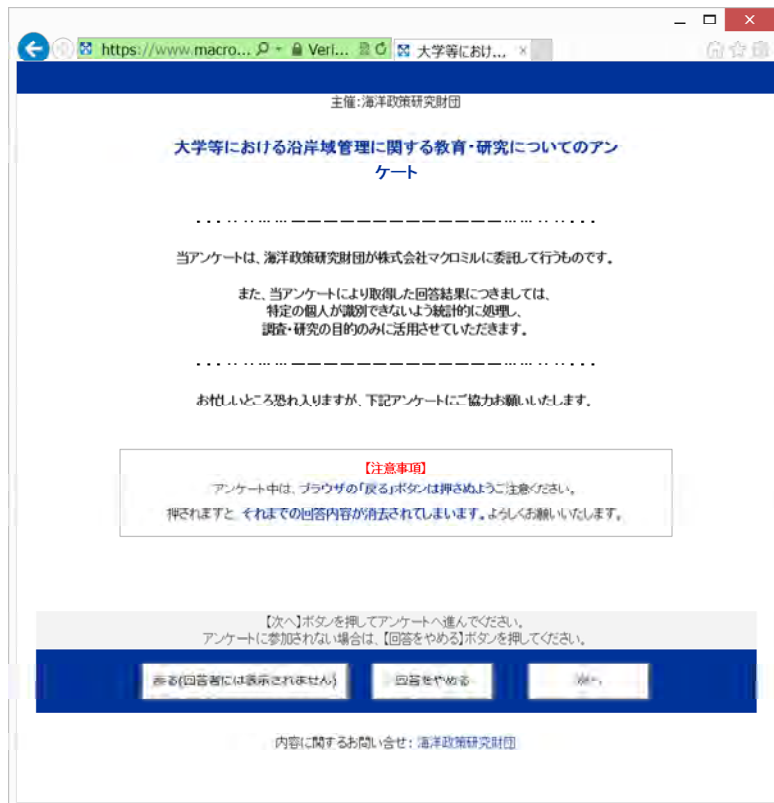 https://www.macro... Veri... 大学等におけ...
主催:海洋政策研究財団
大学等における沿岸域管理に関する教育・研究についてのアン
ケート
当アンケートは、海洋政策研究財団が株式会社マクロミルに委託して行うものです。
また、当アンケートにより取得した回答結果につきましては、
特定の個人が識別できないよう統計的に処理し、
調査・研究の目的のみに活用させていただきます。
お忙しいところ恐れ入りますが、下記アンケートにご協力お願いいたします。
【注意事項】
アンケート中は、ブラウザの「戻る」ボタンは押さぬようご注意ください。
押されますと、それまでの回答内容が消去されてしまいます。よろしくお願いいたします。
【次へ】ボタンを押してアンケートへ進んでください。
アンケートに参加されない場合は、【回答をやめる】ボタンを押してください。
戻る(回答者には表示されません) 回答をやめる
内容に関するお問い合せ: 海洋政策研究財団